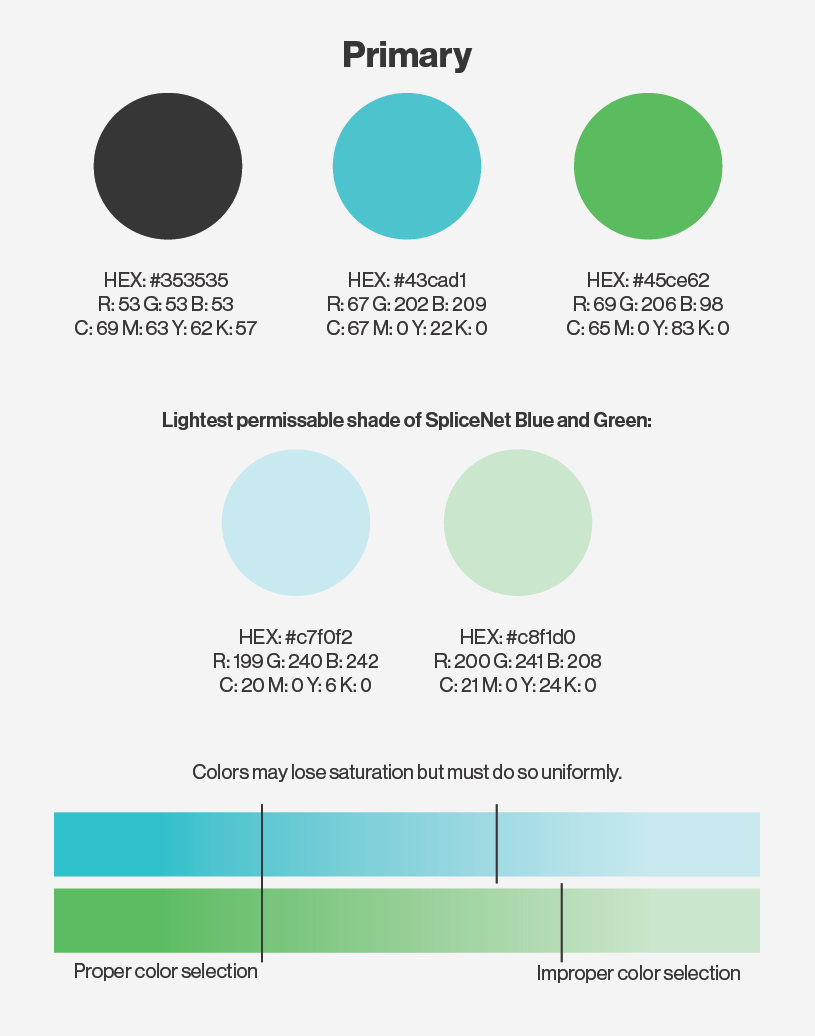 Primary
HEX: #353535
R: 53 G: 53 B: 53
C: 69 M: 63 Y: 62 K: 57
HEX: #43cad1
R: 67 G: 202 B: 209
C: 67 M: 0 Y: 22 K: 0
HEX: #45ce62
R: 69 G: 206 B: 98
C: 65 M: 0 Y: 83 K: 0
Lightest permissable shade of SpliceNet Blue and Green:
HEX: #c7f0f2
R: 199 G: 240 B: 242
C: 20 M: 0 Y: 6 K: 0
HEX: #c8f1d0
R: 200 G: 241 B: 208
C: 21 M: 0 Y: 24 K: 0
Colors may lose saturation but must do so uniformly.
Proper color selection
Improper color selection